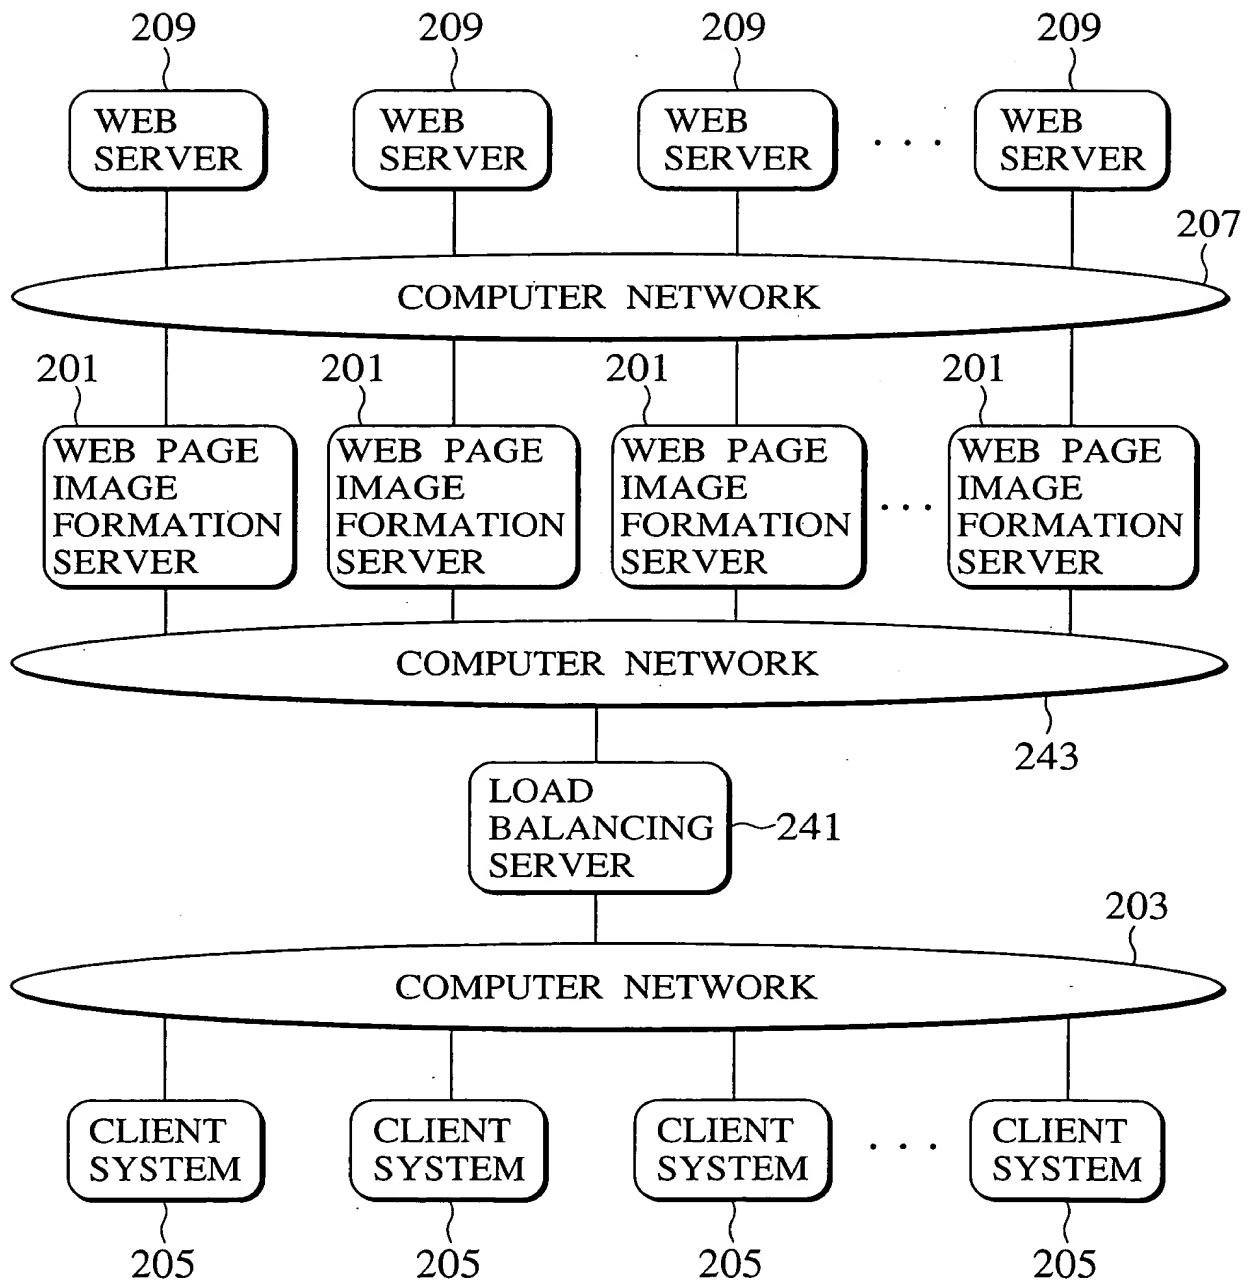 209 209 209 209
WEB SERVER
WEB SERVER
WEB SERVER
. . .
WEB SERVER
207
COMPUTER NETWORK
201 201 201 201
WEB PAGE
IMAGE
FORMATION
SERVER
WEB PAGE
IMAGE
FORMATION
SERVER
WEB PAGE
IMAGE
FORMATION
SERVER
. . .
WEB PAGE
IMAGE
FORMATION
SERVER
COMPUTER NETWORK
243
LOAD
BALANCING
SERVER
241
203
COMPUTER NETWORK
CLIENT
SYSTEM
CLIENT
SYSTEM
CLIENT
SYSTEM
. . .
CLIENT
SYSTEM
205 205 205 205